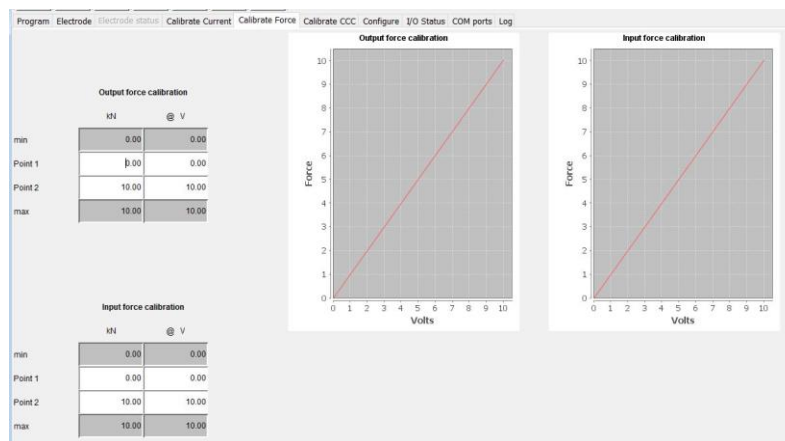 Program Electrode Electrode status Calibrate Current Calibrate Force Calibrate CCC Configure I/O Status COM ports Log
Output force calibration
kN @ V
min 0.00 0.00
Point 1 0.00 0.00
Point 2 10.00 10.00
max 10.00 10.00
Input force calibration
kN @ V
min 0.00 0.00
Point 1 0.00 0.00
Point 2 10.00 10.00
max 10.00 10.00
Output force calibration
Force
10
9
8
7
6
5
4
3
2
1
0
0 1 2 3 4 5 6 7 8 9 10
Volts
Input force calibration
Force
10
9
8
7
6
5
4
3
2
1
0
0 1 2 3 4 5 6 7 8 9 10
Volts